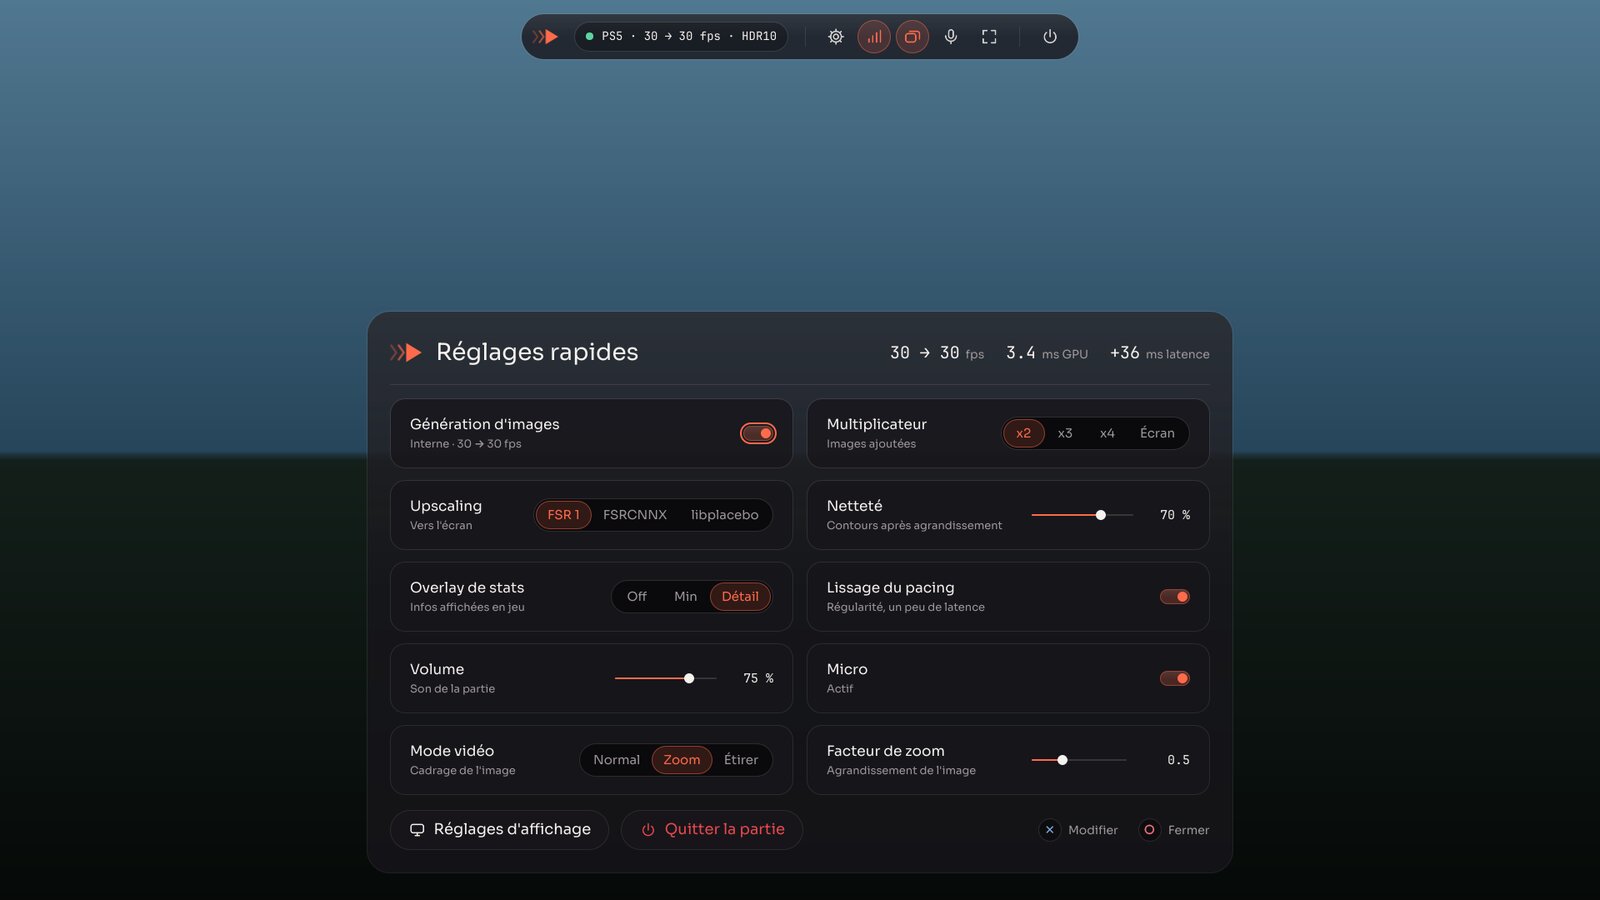 PS5 · 30 → 30 fps · HDR10
Réglages rapides
30 → 30 fps 3.4 ms GPU +36 ms latence
Génération d'images
Interne · 30 → 30 fps
Multiplicateur
Images ajoutées
x2 x3 x4 Écran
Upscaling
Vers l'écran
FSR 1 FSRCNNX libplacebo
Netteté
Contours après agrandissement
70 %
Overlay de stats
Infos affichées en jeu
Off Min Détail
Lissage du pacing
Régularité, un peu de latence
Volume
Son de la partie
75 %
Micro
Actif
Mode vidéo
Cadrage de l'image
Normal Zoom Étirer
Facteur de zoom
Agrandissement de l'image
0.5
Réglages d'affichage
Quitter la partie
Modifier
Fermer